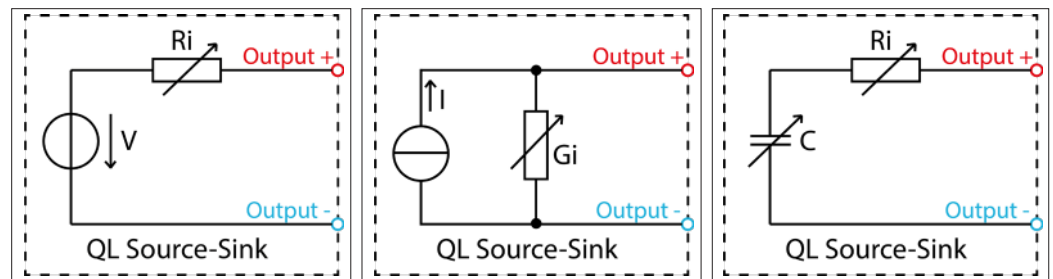 Ri
Output +
V
Output -
QL Source-Sink
Output +
I
Gi
Output -
QL Source-Sink
Ri
Output +
C
Output -
QL Source-Sink